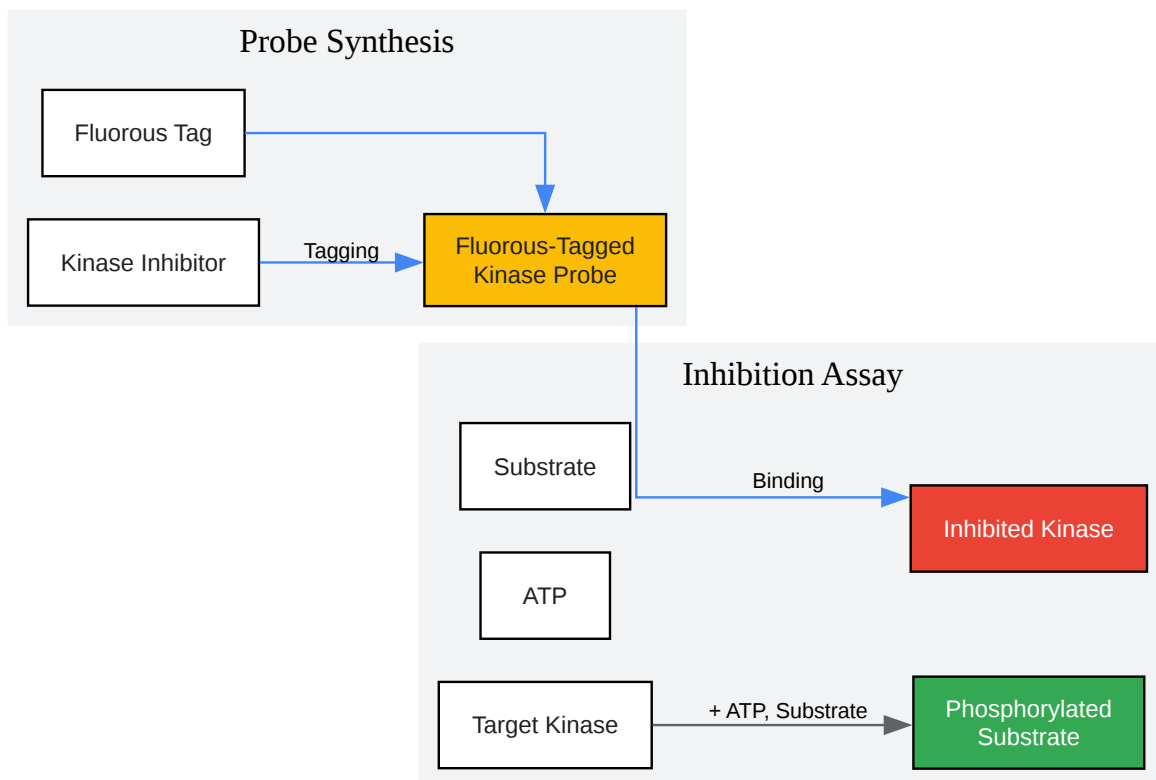 Probe Synthesis
Fluorous Tag
Kinase Inhibitor
Tagging
Fluorous-Tagged
Kinase Probe
Inhibition Assay
Substrate
Binding
Inhibited Kinase
ATP
Target Kinase
+ ATP, Substrate
Phosphorylated
Substrate